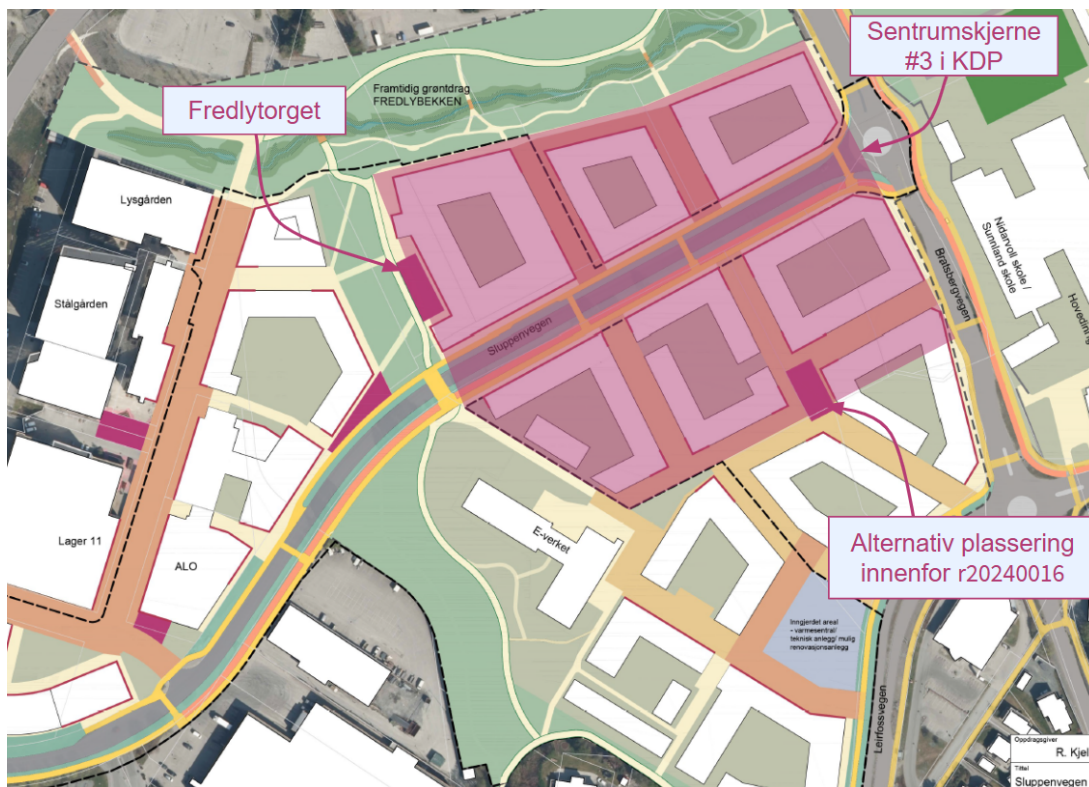 Sentrumskjerne
#3 i KDP
Framtidig grøntdrag
FREDLYBEKKEN
Fredlytorget
Lysgården
Nidarvoll skole /
Sunnland skole
Stålgården
Bratsbergvegen
Sluppenvegen
Lager 11
E-verket
ALO
Alternativ plassering
innenfor r20240016
Inngjerdet areal
- varmesentral/
teknisk anlegg/ mulig
renovasjonsanlegg
Leirfossvegen
Oppdragsgiver
R. Kjel
Tittel
Sluppenvegen